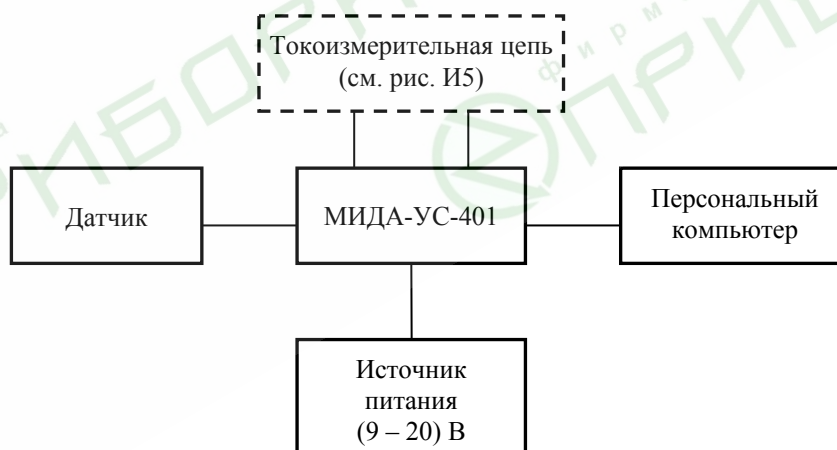 Токоизмерительная цепь
(см. рис. И5)
Датчик
МИДА-УС-401
Персональный
компьютер
Источник
питания
(9 – 20) В